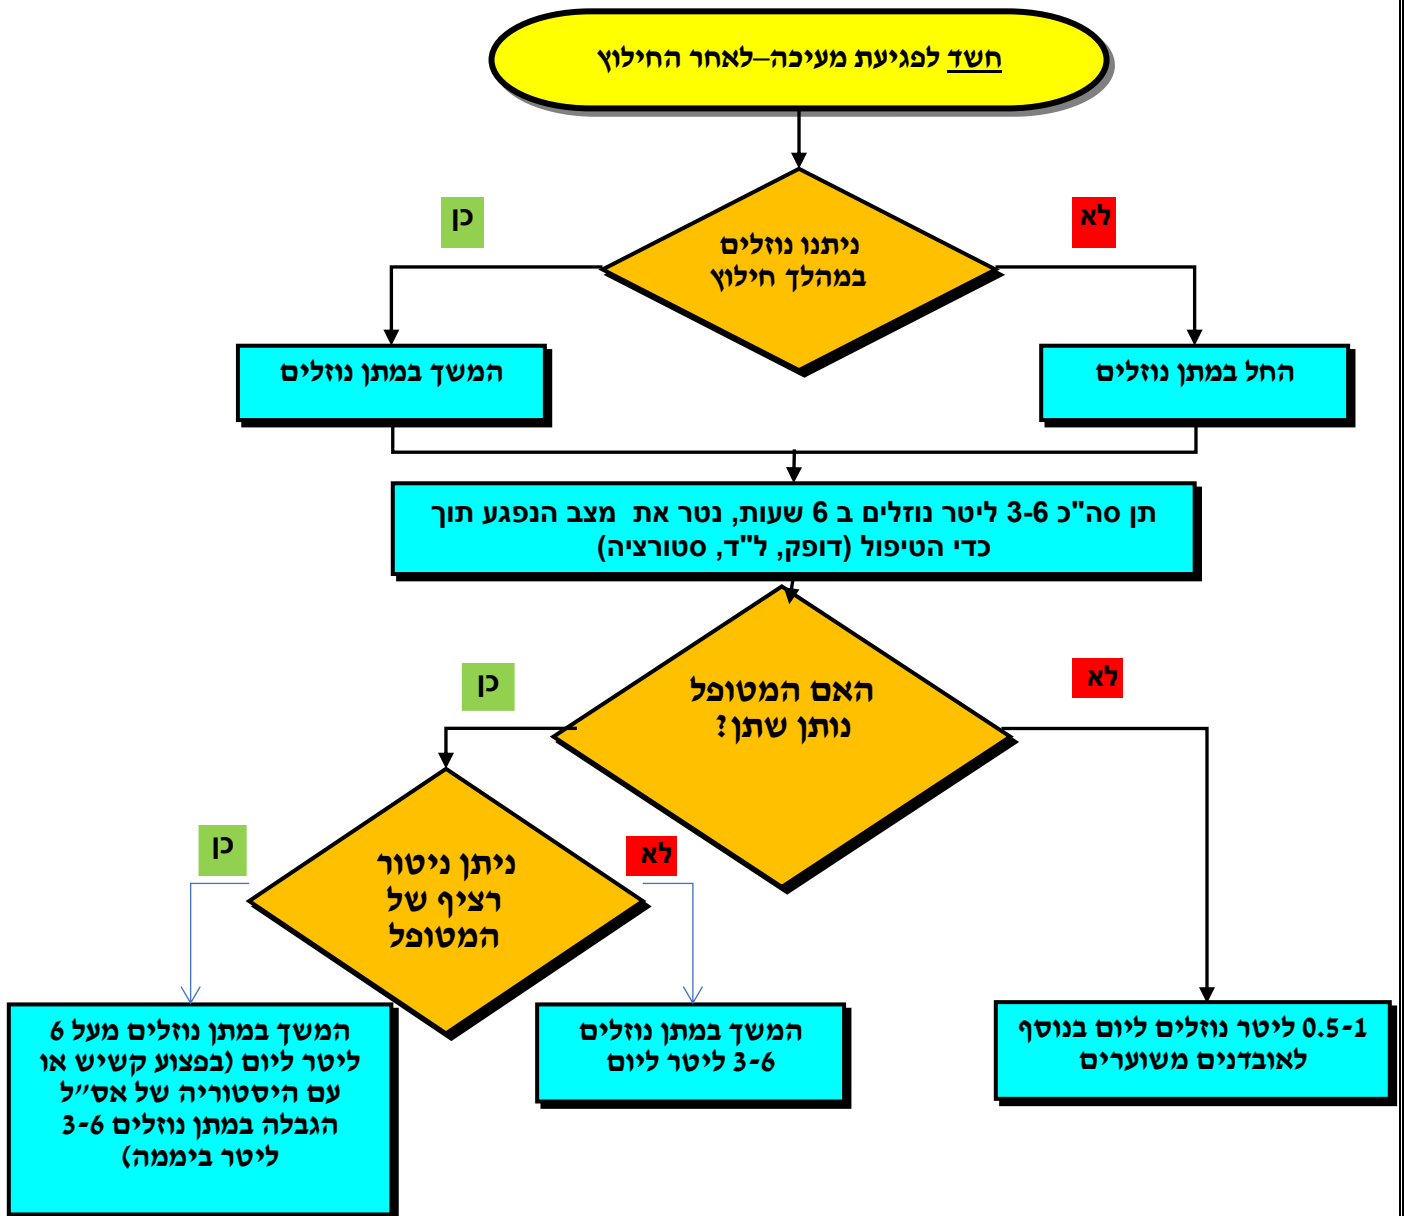 חשד לפגיעת מעיכה–לאחר החילוץ
לא
כן
ניתנו נוזלים
במהלך חילוץ
החל במתן נוזלים
המשך במתן נוזלים
תן סה"כ 3-6 ליטר נוזלים ב 6 שעות, נטר את מצב הנפגע תוך
כדי הטיפול (דופק, ל"ד, סטורציה)
לא
כן
האם המטופל
נותן שתן?
לא
כן
ניתן ניטור
רציף של
המטופל
0.5-1 ליטר נוזלים ליום בנוסף
לאובדנים משוערים
המשך במתן נוזלים
3-6 ליטר ליום
המשך במתן נוזלים מעל 6
ליטר ליום (בפצוע קשיש או
עם היסטוריה של אס״ל
הגבלה במתן נוזלים 3-6
ליטר ביממה)